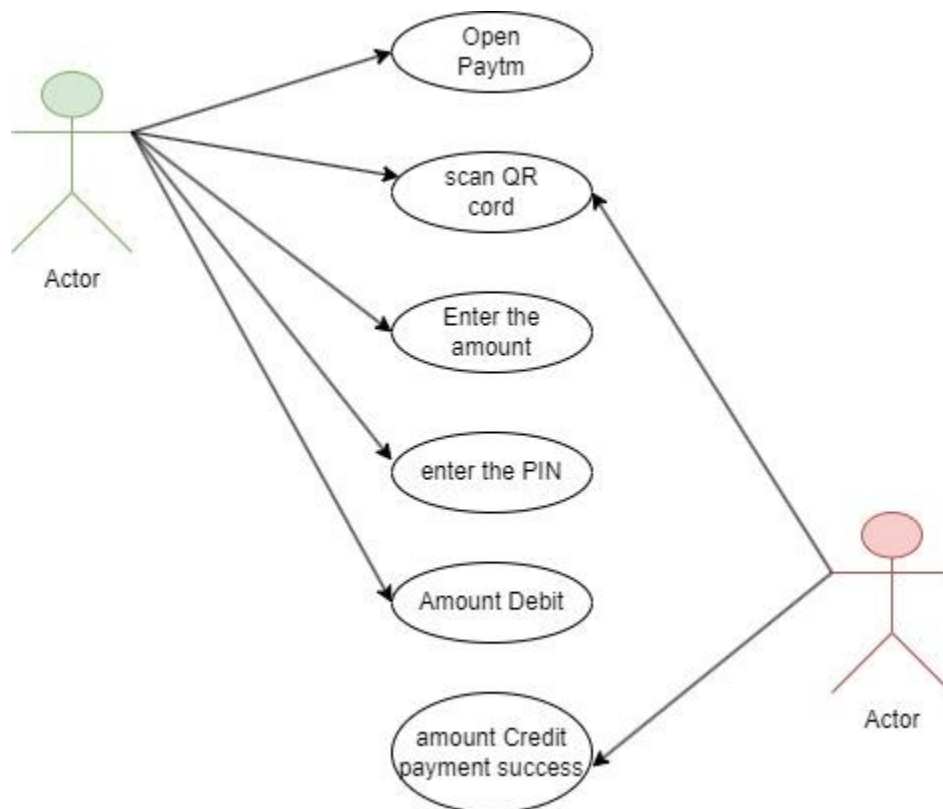 Open
Paytm
scan QR
cord
Actor
Enter the
amount
enter the PIN
Amount Debit
amount Credit
payment success
Actor